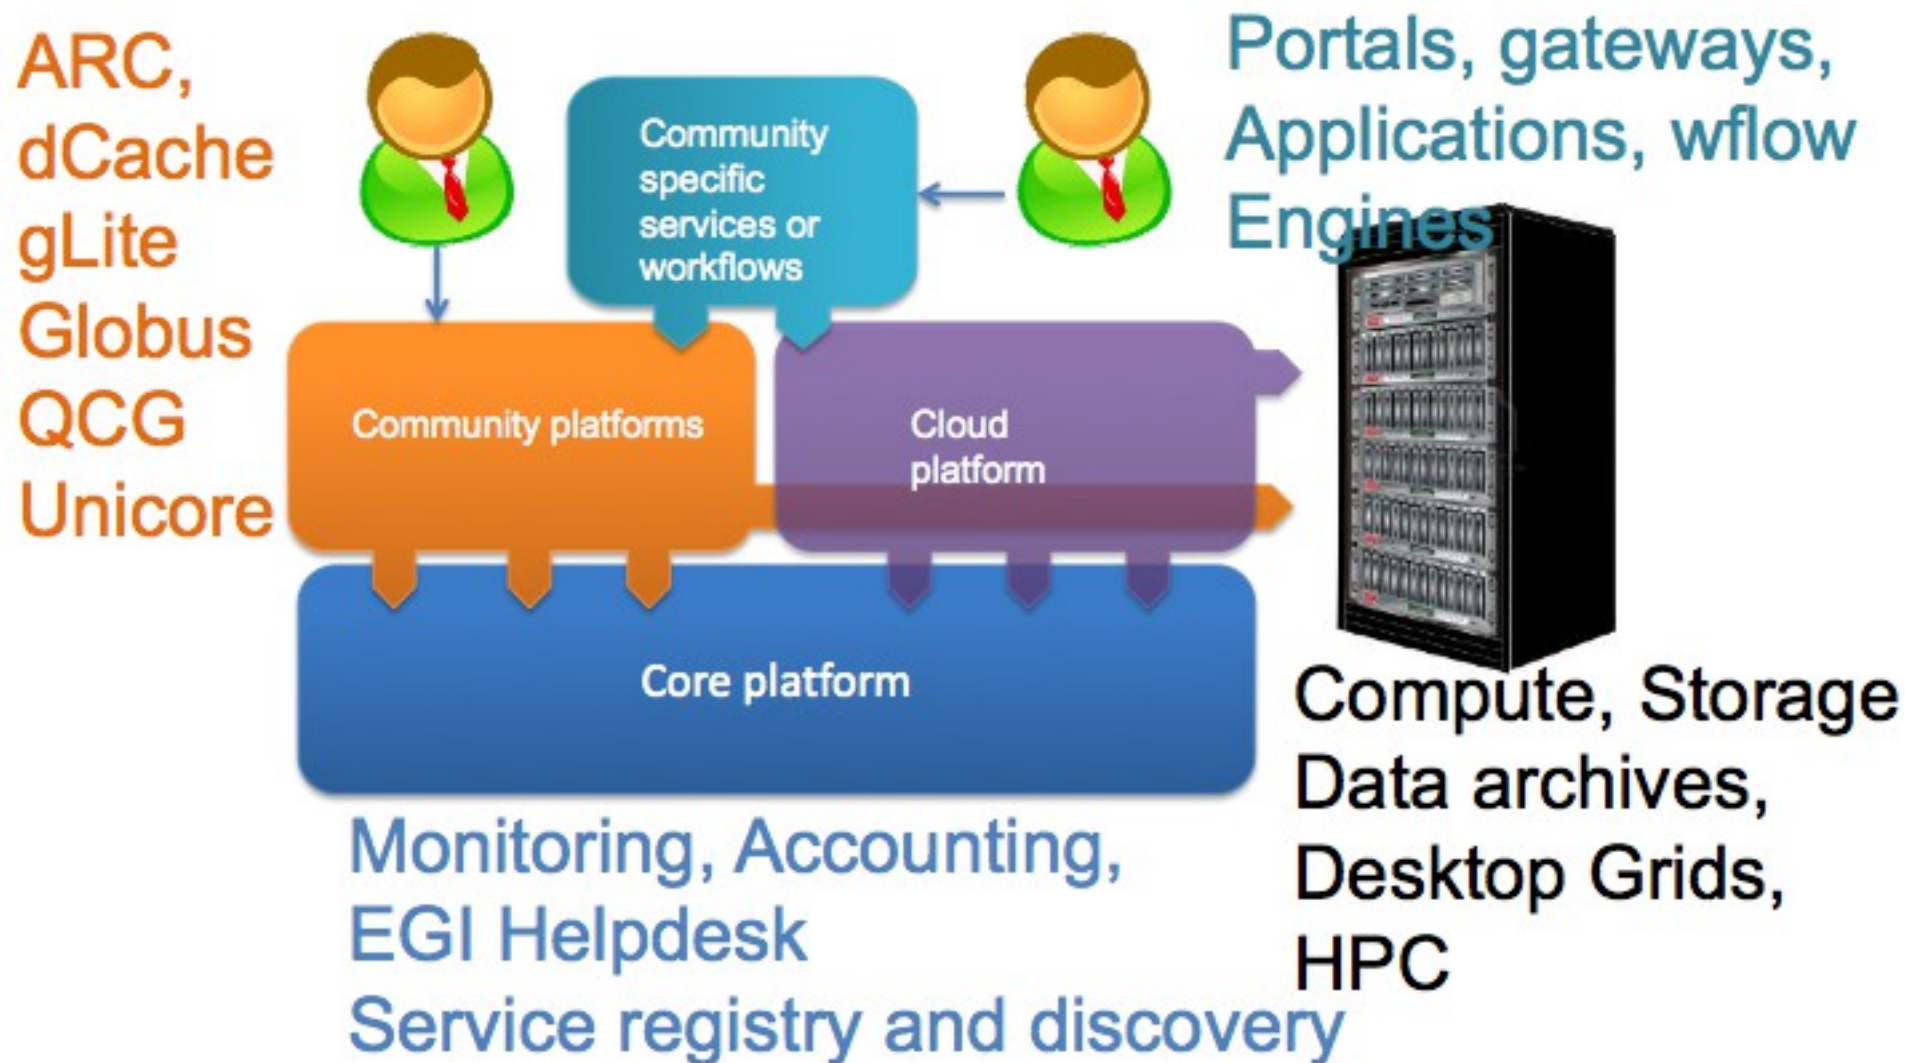 ARC,
dCache
gLite
Globus
QCG
Unicore
Community
specific
services or
workflows
Portals, gateways,
Applications, wflow
Engines
Community platforms
Cloud
platform
Core platform
Compute, Storage
Data archives,
Desktop Grids,
HPC
Monitoring, Accounting,
EGI Helpdesk
Service registry and discovery